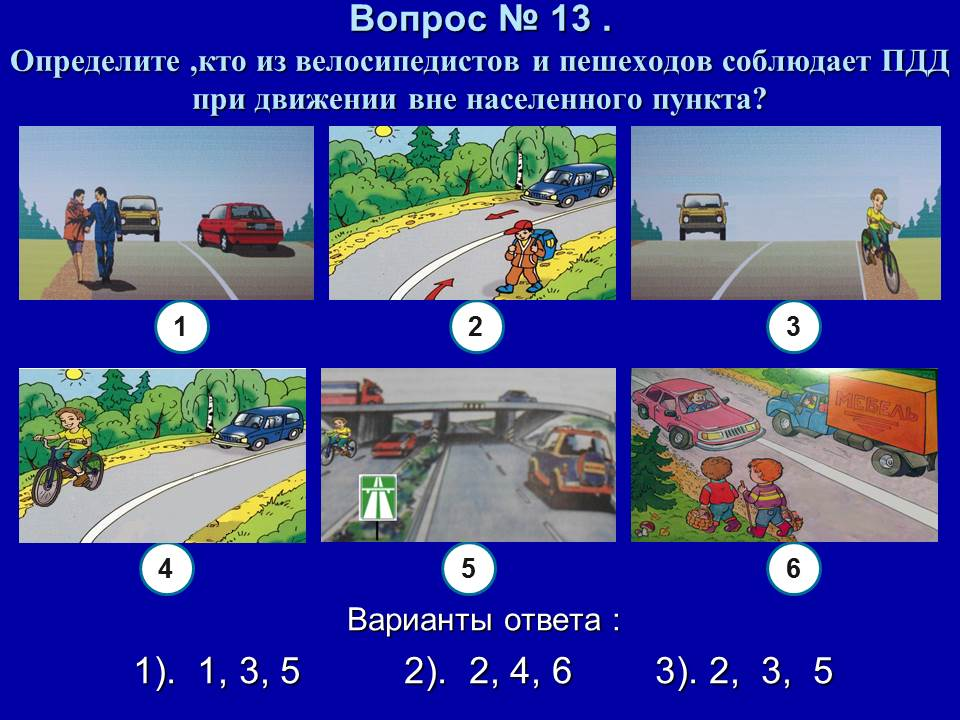 Вопрос № 13 .
Определите ,кто из велосипедистов и пешеходов соблюдает ПДД
при движении вне населенного пункта?
1
2
3
МЕБЕЛЬ
4
5
6
Варианты ответа :
1). 1, 3, 5 2). 2, 4, 6 3). 2, 3, 5